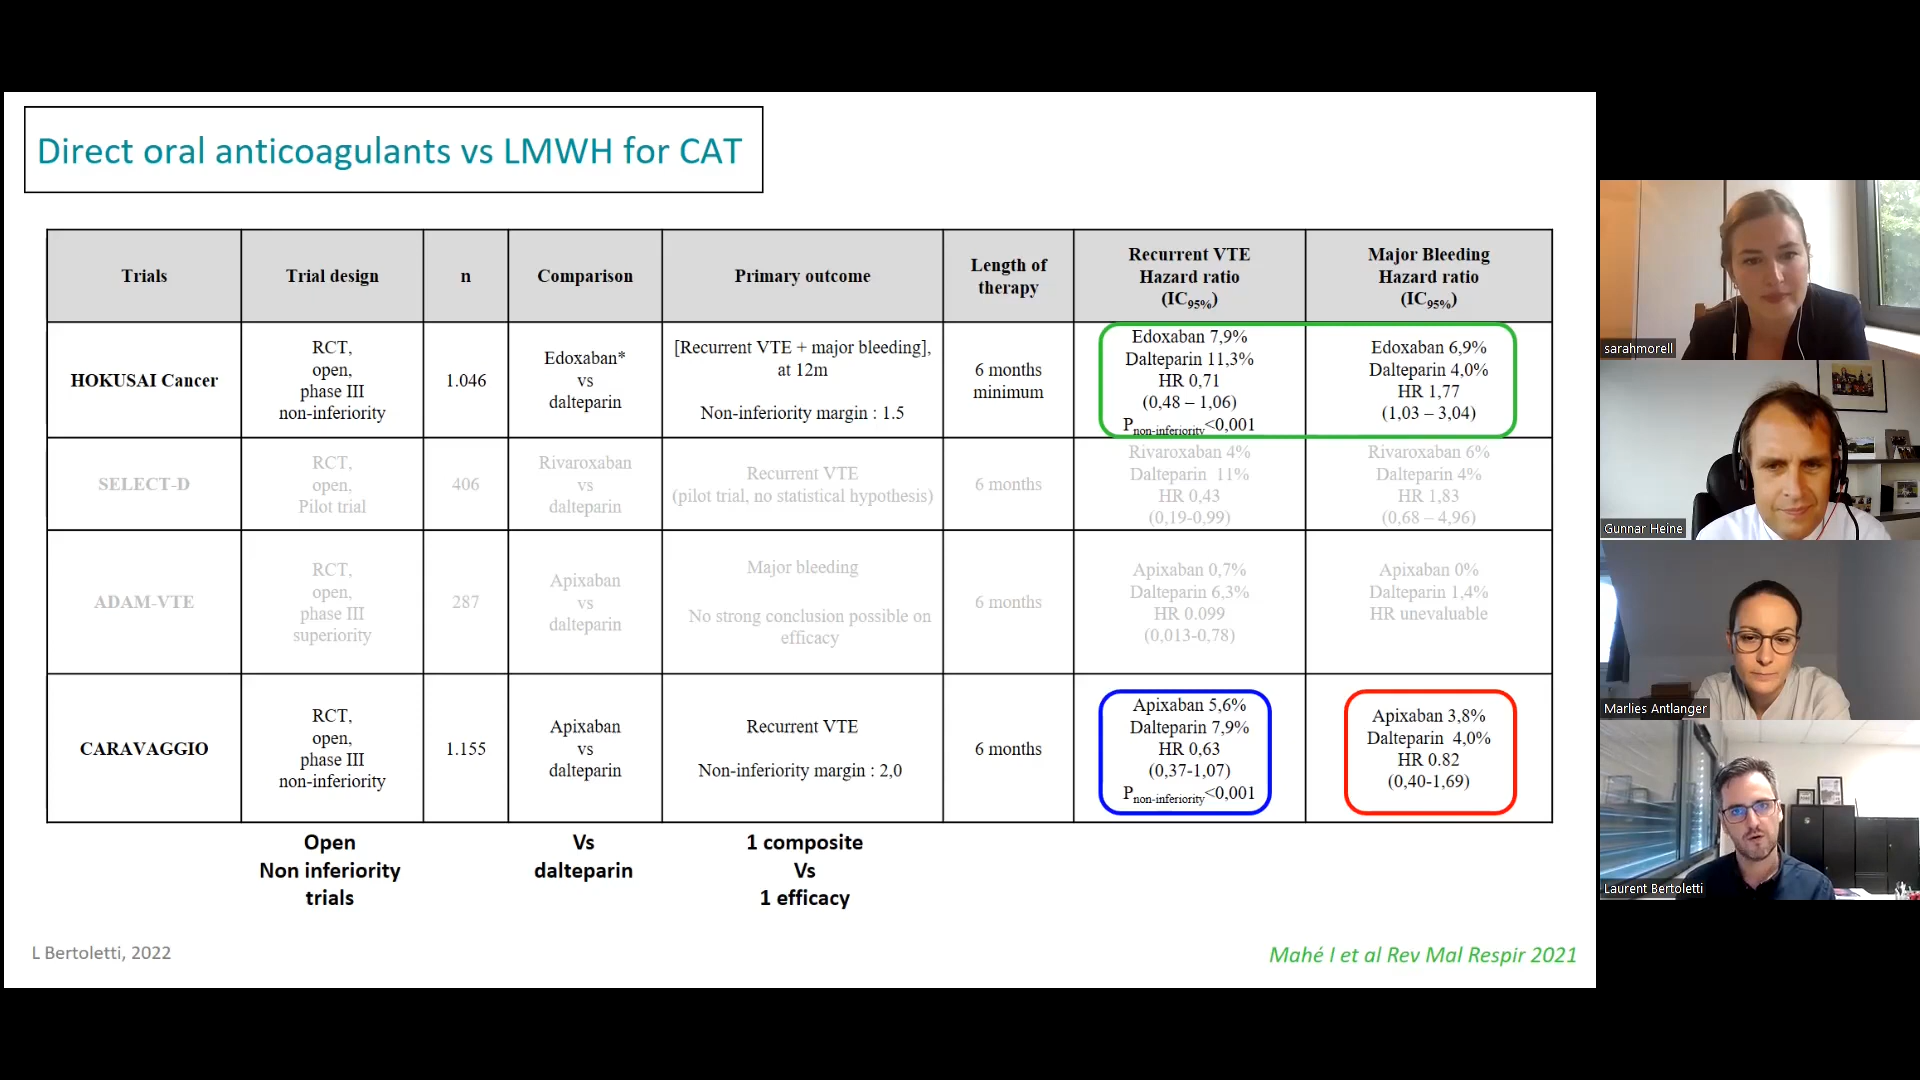 Direct oral anticoagulants vs LMWH for CAT
Trials
Trial design
n
Comparison
Primary outcome
Length of
therapy
Recurrent VTE
Hazard ratio
(IC95%)
Major Bleeding
Hazard ratio
(IC95%)
HOKUSAI Cancer
RCT,
open,
phase III
non-inferiority
1.046
Edoxaban*
vs
dalteparin
[Recurrent VTE + major bleeding],
at 12m
Non-inferiority margin : 1.5
6 months
minimum
Edoxaban 7,9%
Dalteparin 11,3%
HR 0,71
(0,48 – 1,06)
Pnon-inferiority<0,001
Edoxaban 6,9%
Dalteparin 4,0%
HR 1,77
(1,03 – 3,04)
SELECT-D
RCT,
open,
Pilot trial
406
Rivaroxaban
vs
dalteparin
Recurrent VTE
(pilot trial, no statistical hypothesis)
6 months
Rivaroxaban 4%
Dalteparin 11%
HR 0,43
(0,19-0,99)
Rivaroxaban 6%
Dalteparin 4%
HR 1,83
(0,68 – 4,96)
ADAM-VTE
RCT,
open,
phase III
superiority
287
Apixaban
vs
dalteparin
Major bleeding
No strong conclusion possible on
efficacy
6 months
Apixaban 0,7%
Dalteparin 6,3%
HR 0.099
(0,013-0,78)
Apixaban 0%
Dalteparin 1,4%
HR unevaluable
CARAVAGGIO
RCT,
open,
phase III
non-inferiority
1.155
Apixaban
vs
dalteparin
Recurrent VTE
Non-inferiority margin : 2,0
6 months
Apixaban 5,6%
Dalteparin 7,9%
HR 0,63
(0,37-1,07)
Pnon-inferiority<0,001
Apixaban 3,8%
Dalteparin 4,0%
HR 0.82
(0,40-1,69)
Open
Non inferiority
trials
Vs
dalteparin
1 composite
Vs
1 efficacy
L Bertoletti, 2022
Mahé I et al Rev Mal Respir 2021
sarahmorell
Gunnar Heine
Marlies Antlanger
Laurent Bertoletti